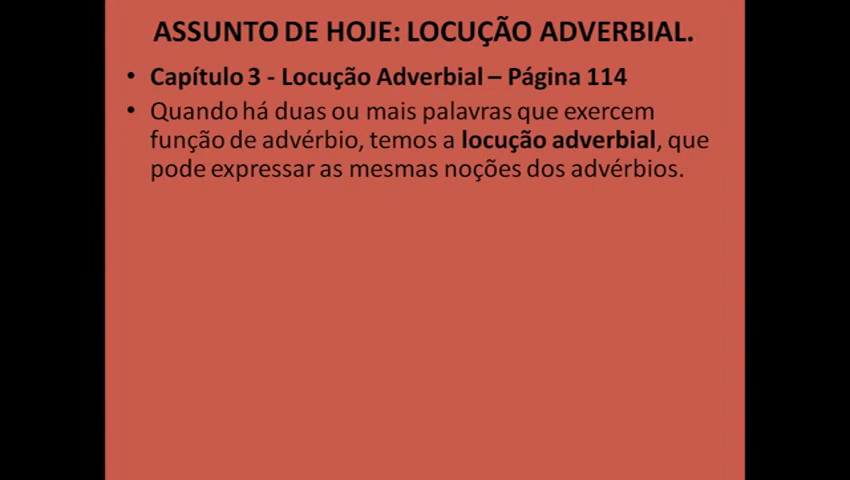 ASSUNTO DE HOJE: LOCUÇÃO ADVERBIAL.
• Capítulo 3 - Locução Adverbial – Página 114
• Quando há duas ou mais palavras que exercem
função de advérbio, temos a locução adverbial, que
pode expressar as mesmas noções dos advérbios.